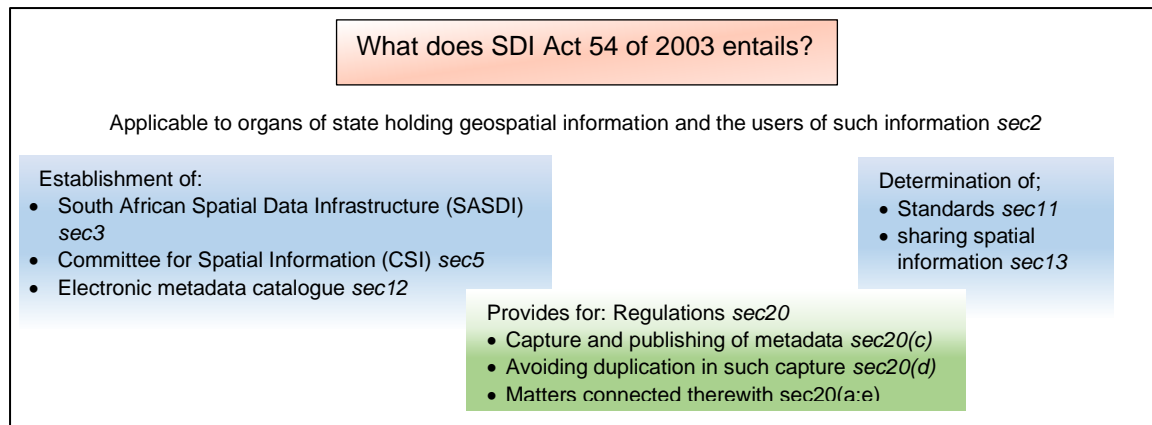 What does SDI Act 54 of 2003 entails?
Applicable to organs of state holding geospatial information and the users of such information sec2
Establishment of:
• South African Spatial Data Infrastructure (SASDI)
sec3
• Committee for Spatial Information (CSI) sec5
• Electronic metadata catalogue sec12
Determination of;
• Standards sec11
• sharing spatial
information sec13
Provides for: Regulations sec20
• Capture and publishing of metadata sec20(c)
• Avoiding duplication in such capture sec20(d)
• Matters connected therewith sec20(a:e)